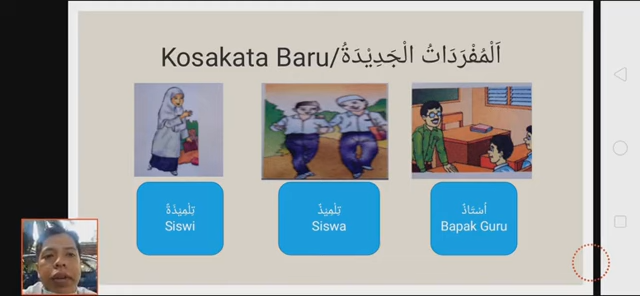 Kosakata Baru/اَلْمُفْرَدَاتُ الْجَدِيْدَةُ
تِلْمِيْذَةٌ
Siswi
تِلْمِيْذٌ
Siswa
اُسْتَاذٌ
Bapak Guru